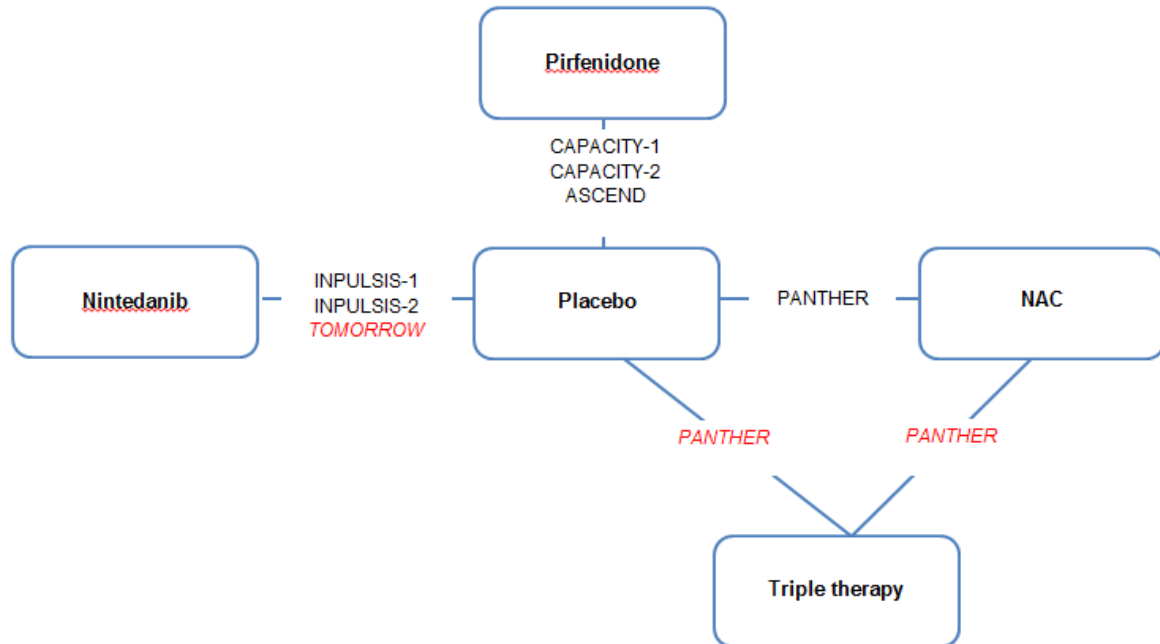 Pirfenidone
CAPACITY-1
CAPACITY-2
ASCEND
Nintedanib
INPULSIS-1
INPULSIS-2
TOMORROW
Placebo
PANTHER
NAC
PANTHER
PANTHER
Triple therapy